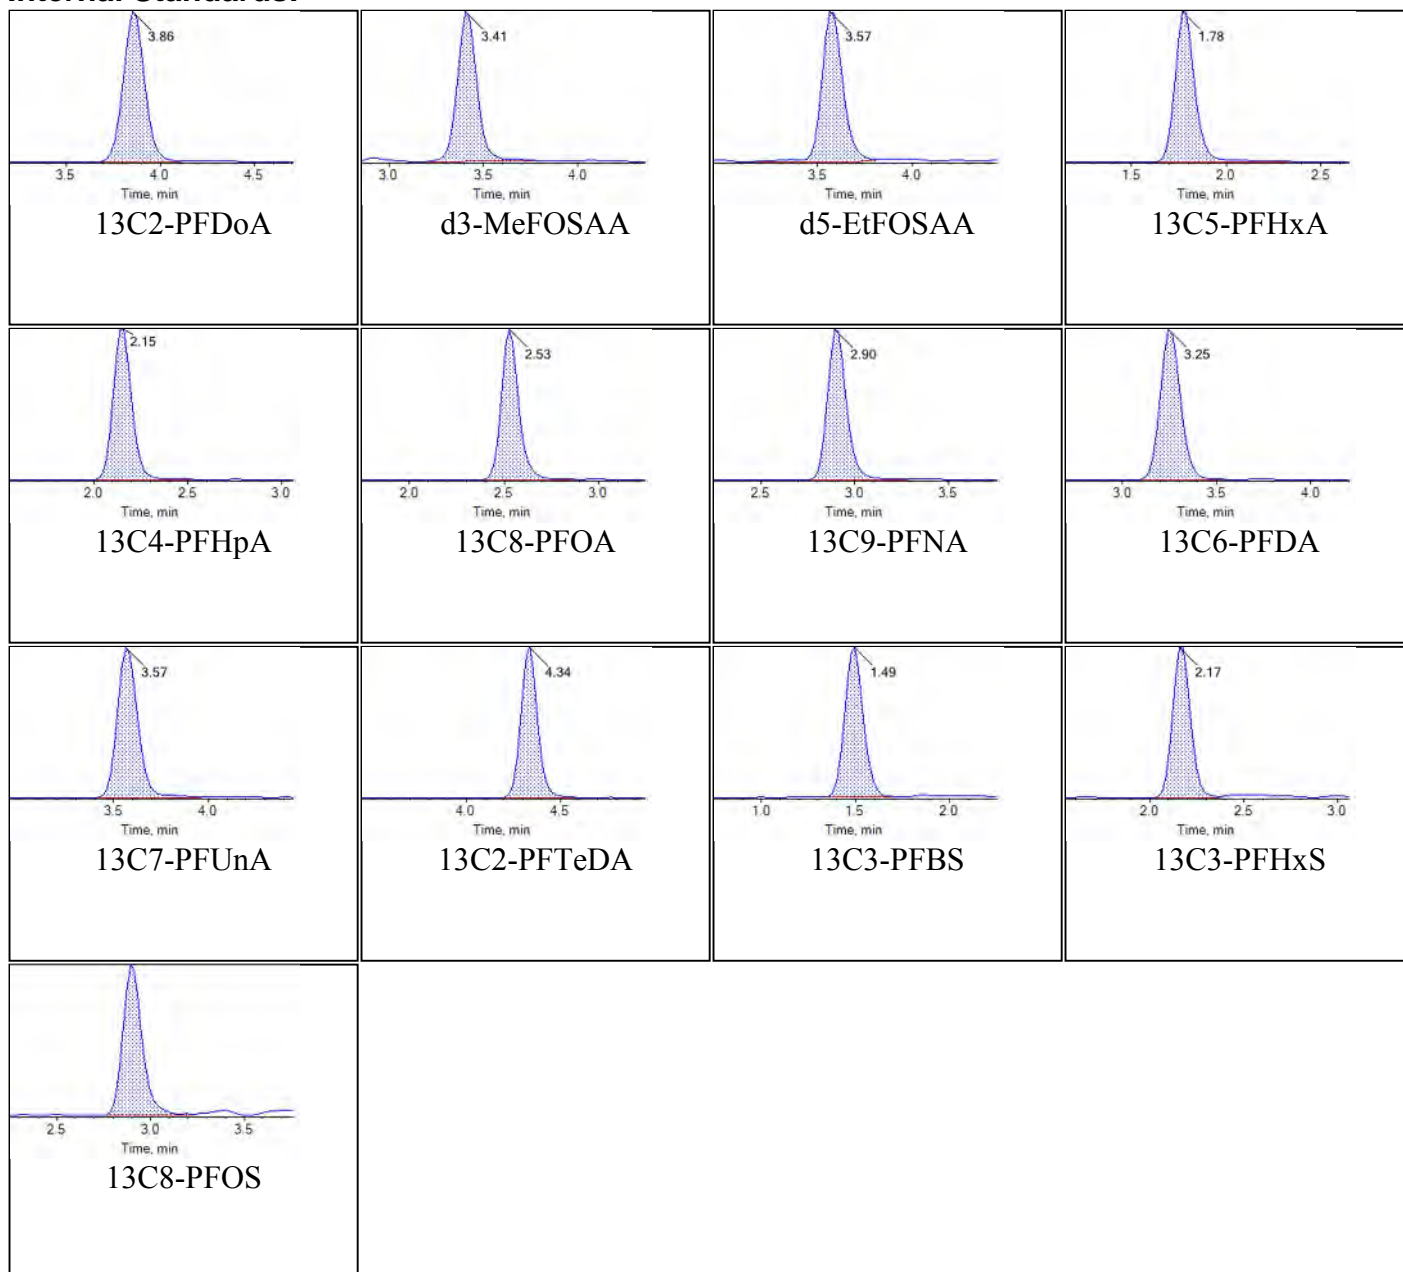 Internal Standards:
3.86
3.5 4.0 4.5
Time, min
13C2-PFDoA
3.41
3.0 3.5 4.0
Time, min
d3-MeFOSAA
3.57
3.5 4.0
Time, min
d5-EtFOSAA
1.78
1.5 2.0 2.5
Time, min
13C5-PFHxA
2.15
2.0 2.5 3.0
Time, min
13C4-PFHpA
2.53
2.0 2.5 3.0
Time, min
13C8-PFOA
2.90
2.5 3.0 3.5
Time, min
13C9-PFNA
3.25
3.0 3.5 4.0
Time, min
13C6-PFDA
3.57
3.5 4.0
Time, min
13C7-PFUnA
4.34
4.0 4.5
Time, min
13C2-PFTeDA
1.49
1.0 1.5 2.0
Time, min
13C3-PFBS
2.17
2.0 2.5 3.0
Time, min
13C3-PFHxS
2.5 3.0 3.5
Time, min
13C8-PFOS